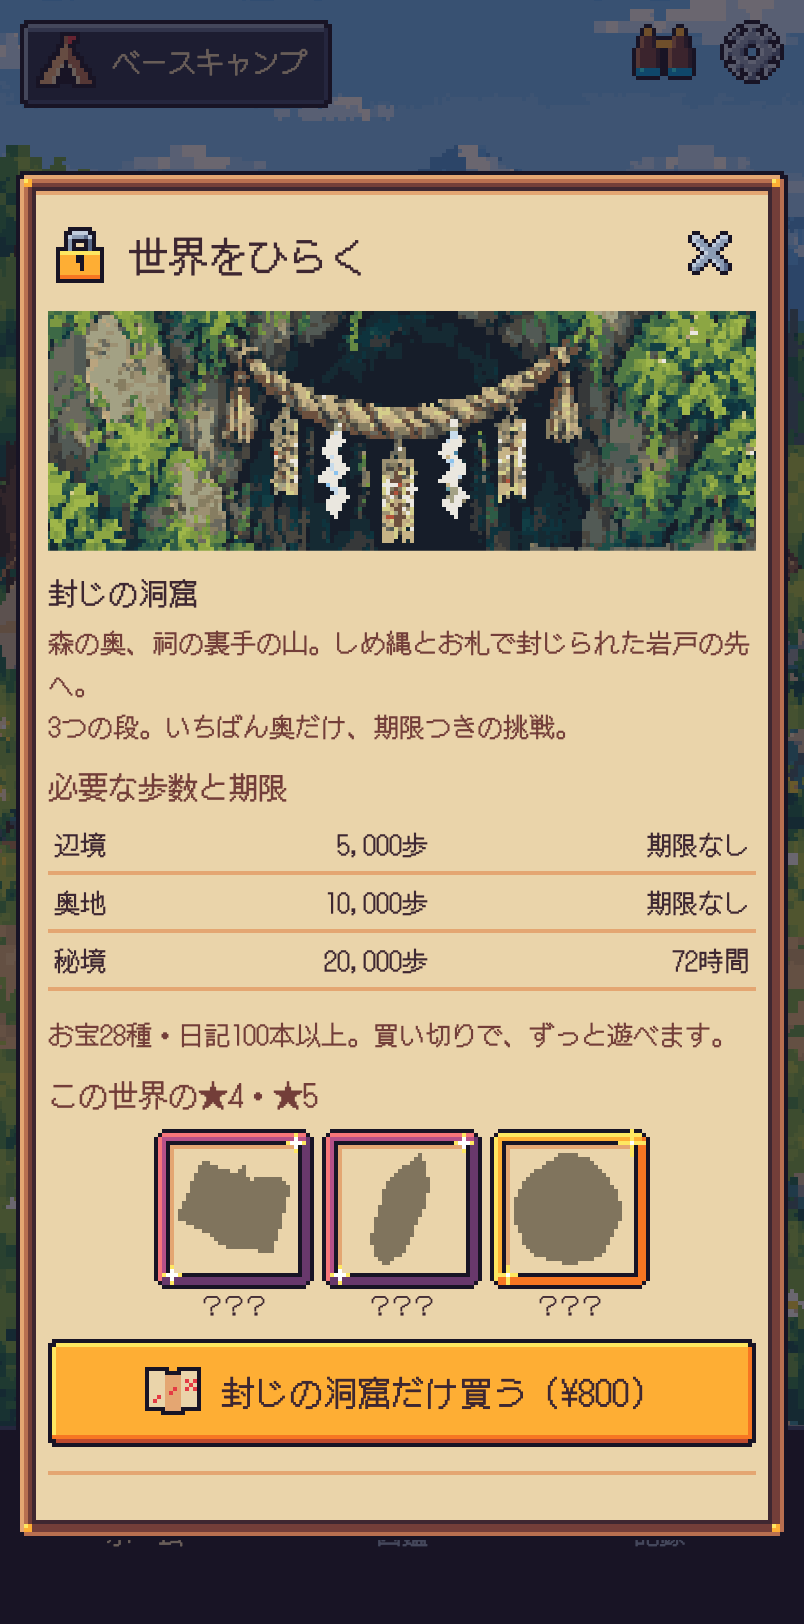 ベースキャンプ
世界をひらく
封じの洞窟
森の奥、祠の裏手の山。しめ縄とお札で封じられた岩戸の先
へ。
3つの段。いちばん奥だけ、期限つきの挑戦。
必要な歩数と期限
辺境 5,000歩 期限なし
奥地 10,000歩 期限なし
秘境 20,000歩 72時間
お宝28種・日記100本以上。買い切りで、ずっと遊べます。
この世界の★4・★5
??? ??? ???
封じの洞窟だけ買う（¥800）